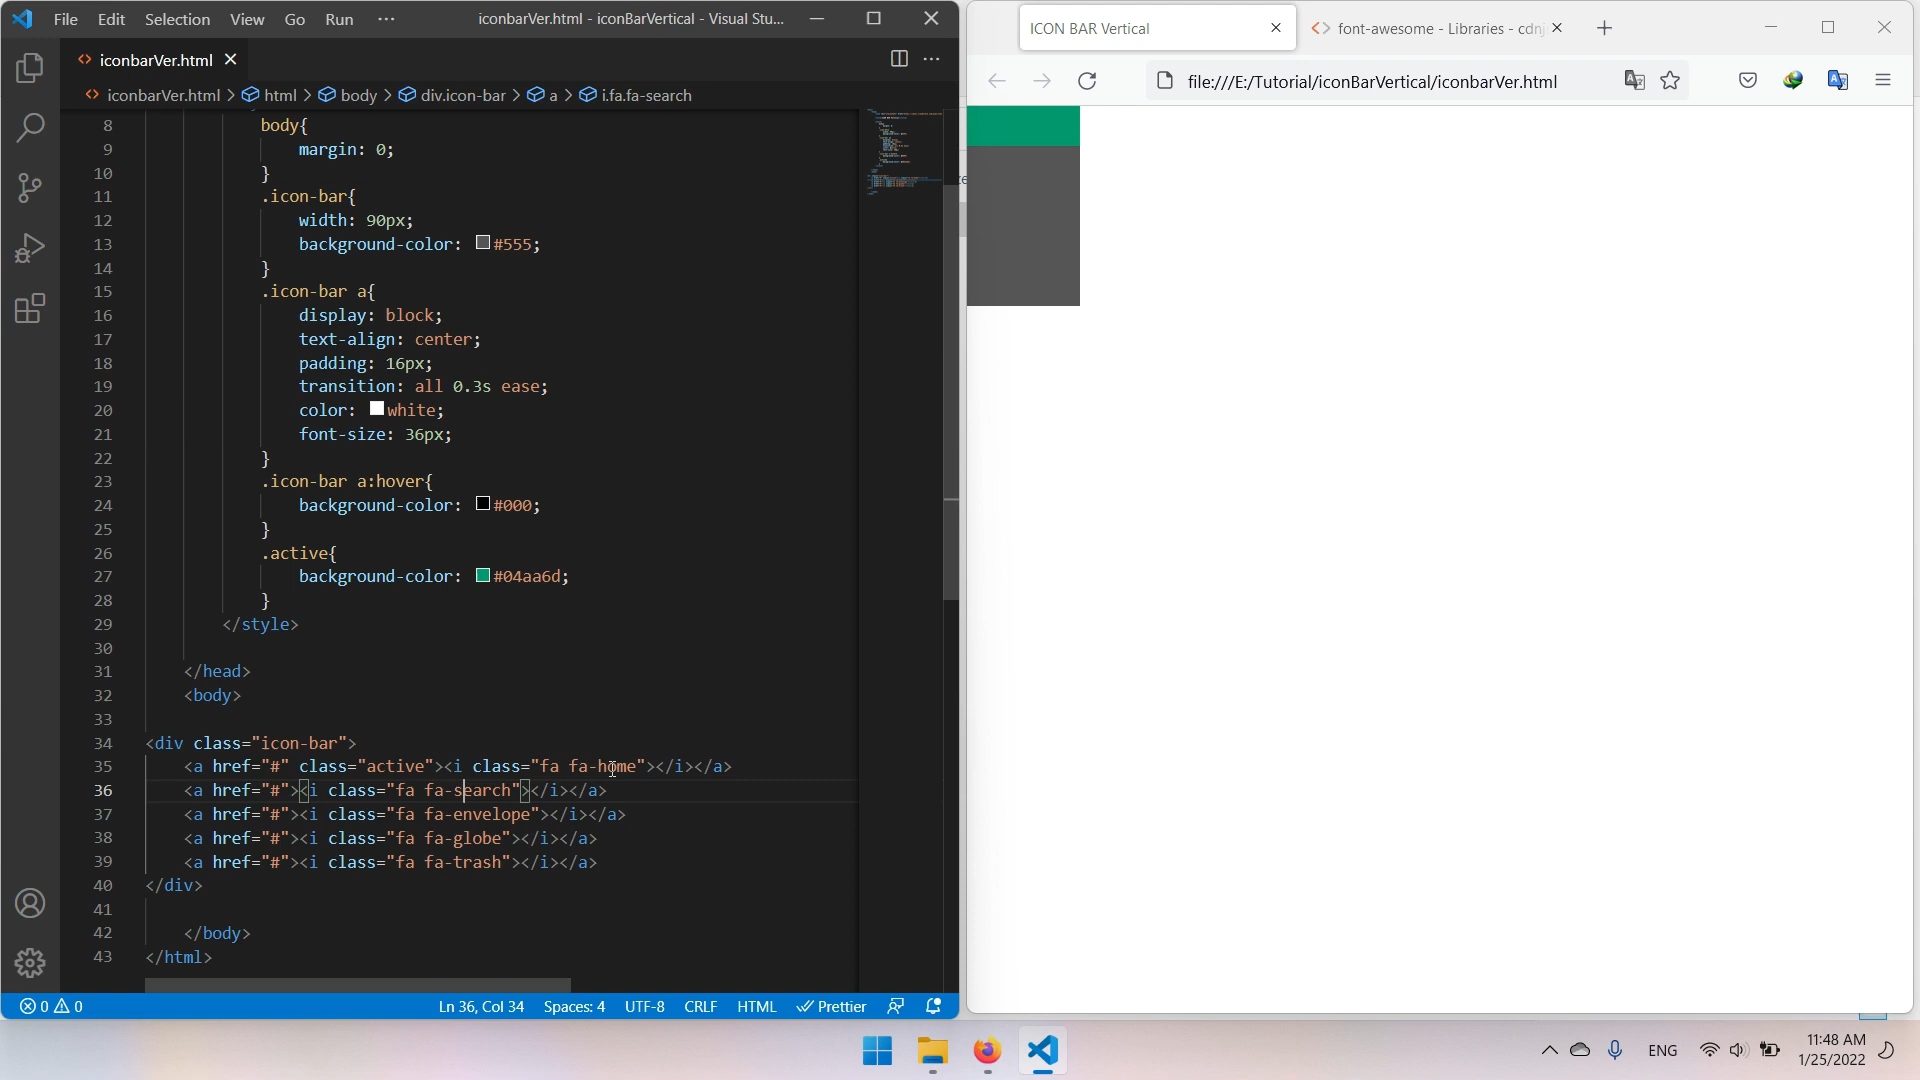 File Edit Selection View Go Run ··· iconbarVer.html - iconBarVertical - Visual Stu...
iconbarVer.html
iconbarVer.html > html > body > div.icon-bar > a > i.fa.fa-search
8 body{
9 margin: 0;
10 }
11 .icon-bar{
12 width: 90px;
13 background-color: #555;
14 }
15 .icon-bar a{
16 display: block;
17 text-align: center;
18 padding: 16px;
19 transition: all 0.3s ease;
20 color: white;
21 font-size: 36px;
22 }
23 .icon-bar a:hover{
24 background-color: #000;
25 }
26 .active{
27 background-color: #04aa6d;
28 }
29 </style>
30
31 </head>
32 <body>
33
34 <div class="icon-bar">
35 <a href="#" class="active"><i class="fa fa-home"></i></a>
36 <a href="#"><i class="fa fa-search"></i></a>
37 <a href="#"><i class="fa fa-envelope"></i></a>
38 <a href="#"><i class="fa fa-globe"></i></a>
39 <a href="#"><i class="fa fa-trash"></i></a>
40 </div>
41
42 </body>
43 </html>
0 0 Ln 36, Col 34 Spaces: 4 UTF-8 CRLF HTML Prettier
ICON BAR Vertical
font-awesome - Libraries - cdnj
file:///E:/Tutorial/iconBarVertical/iconbarVer.html
ENG
11:48 AM
1/25/2022